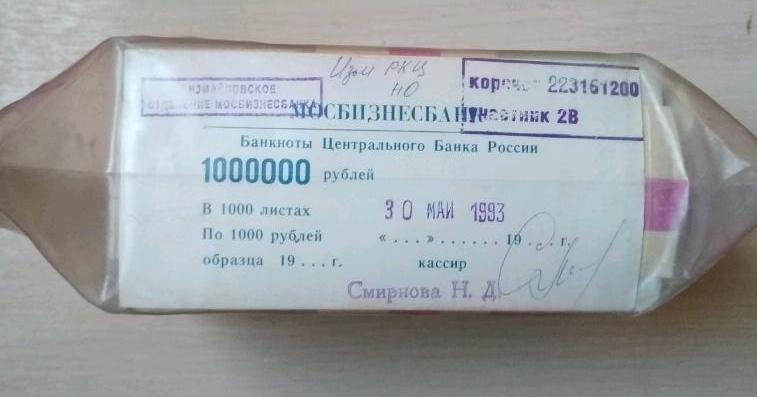 Изм РКЦ
НО
ИЗМАЙЛОВСКОЕ
ОТДЕЛЕНИЕ МОСБИЗНЕСБАНКА
корсчет 223161200
участник 2В
МОСБИЗНЕСБАНК
Банкноты Центрального Банка России
1000000 рублей
В 1000 листах
30 МАЙ 1993
По 1000 рублей « . . . » . . . . . . 19 . . . г.
образца 19 . . . г. кассир
Смирнова Н. Д.